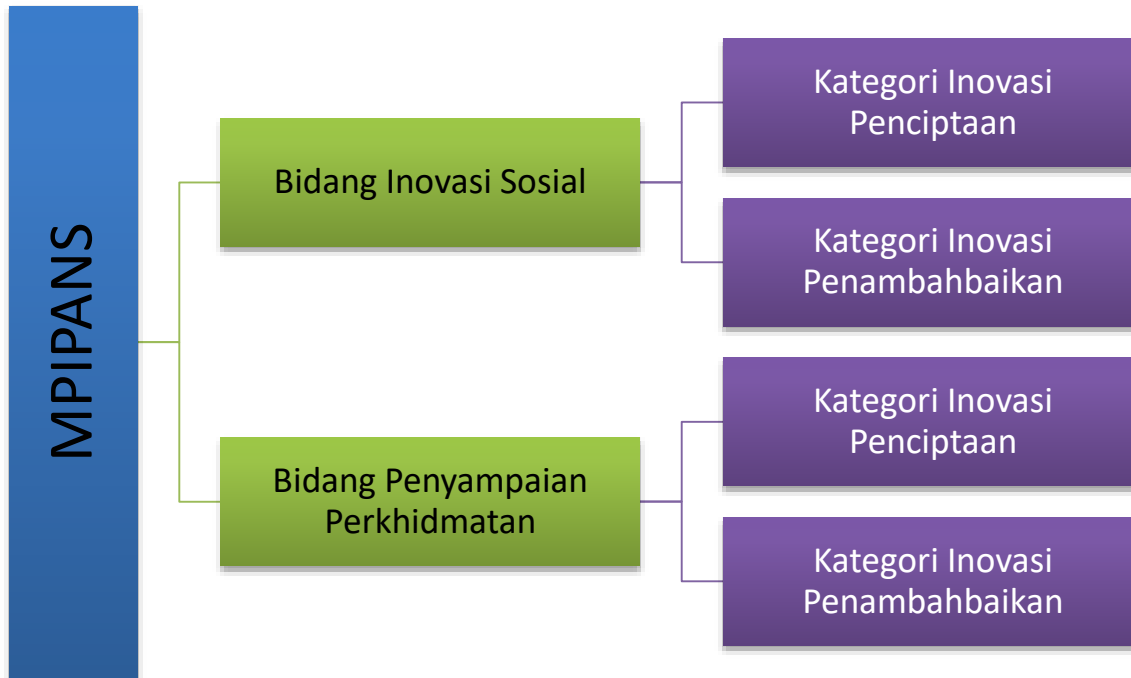 MPIPANS
Bidang Inovasi Sosial
Kategori Inovasi
Penciptaan
Kategori Inovasi
Penambahbaikan
Bidang Penyampaian
Perkhidmatan
Kategori Inovasi
Penciptaan
Kategori Inovasi
Penambahbaikan